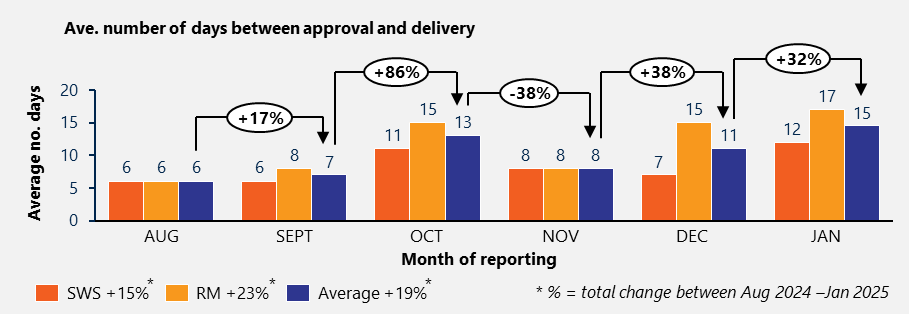 Ave. number of days between approval and delivery
+32%
+86%
+38%
-38%
+17%
Average no. days
20
15
10
5
0
6 6 6
6 8 7
11 15 13
8 8 8
7 15 11
12 17 15
AUG SEPT OCT NOV DEC JAN
Month of reporting
SWS +15%* RM +23%* Average +19%*
* % = total change between Aug 2024 –Jan 2025